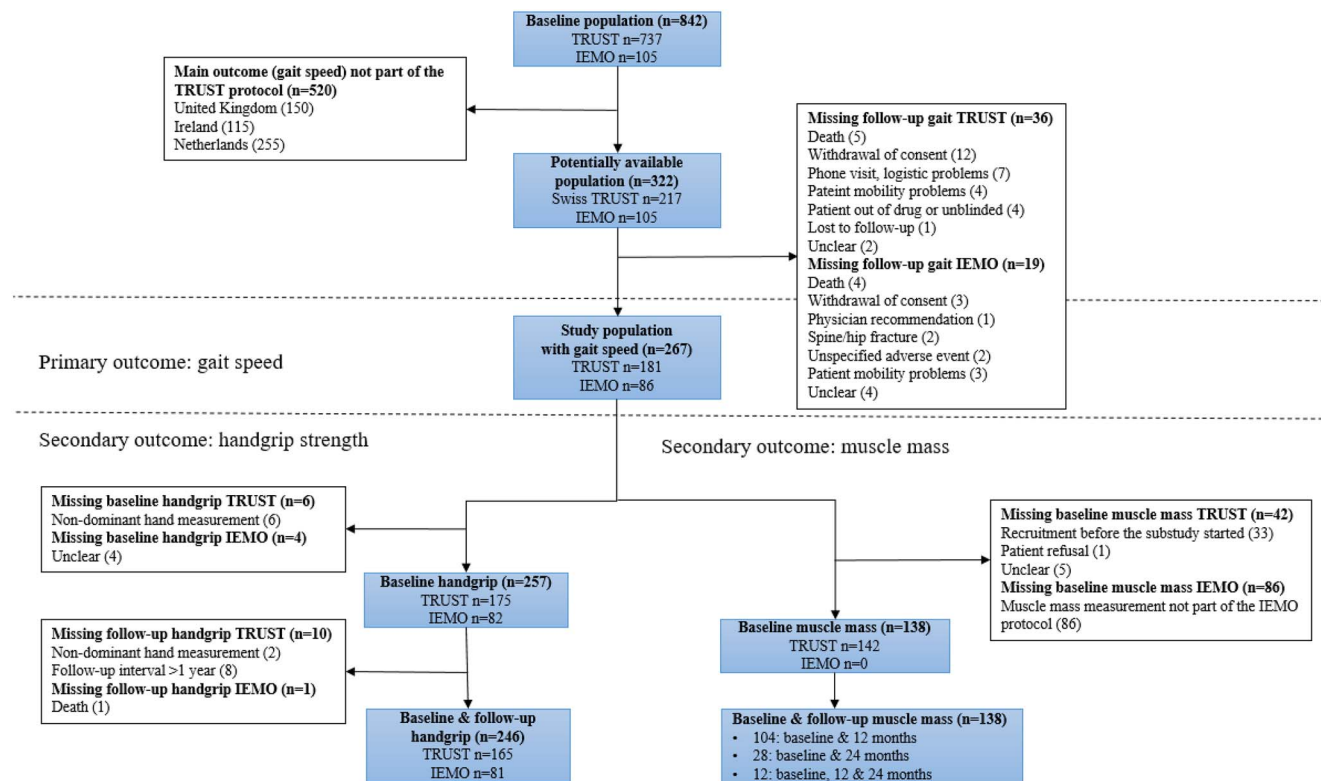 Baseline population (n=842)
TRUST n=737
IEMO n=105
Main outcome (gait speed) not part of the
TRUST protocol (n=520)
United Kingdom (150)
Ireland (115)
Netherlands (255)
Potentially available
population (n=322)
Swiss TRUST n=217
IEMO n=105
Missing follow-up gait TRUST (n=36)
Death (5)
Withdrawal of consent (12)
Phone visit, logistic problems (7)
Pateint mobility problems (4)
Patient out of drug or unblinded (4)
Lost to follow-up (1)
Unclear (2)
Missing follow-up gait IEMO (n=19)
Death (4)
Withdrawal of consent (3)
Physician recommendation (1)
Spine/hip fracture (2)
Unspecified adverse event (2)
Patient mobility problems (3)
Unclear (4)
Primary outcome: gait speed
Study population
with gait speed (n=267)
TRUST n=181
IEMO n=86
Secondary outcome: handgrip strength
Missing baseline handgrip TRUST (n=6)
Non-dominant hand measurement (6)
Missing baseline handgrip IEMO (n=4)
Unclear (4)
Baseline handgrip (n=257)
TRUST n=175
IEMO n=82
Missing follow-up handgrip TRUST (n=10)
Non-dominant hand measurement (2)
Follow-up interval >1 year (8)
Missing follow-up handgrip IEMO (n=1)
Death (1)
Baseline & follow-up
handgrip (n=246)
TRUST n=165
IEMO n=81
Secondary outcome: muscle mass
Missing baseline muscle mass TRUST (n=42)
Recruitment before the substudy started (33)
Patient refusal (1)
Unclear (5)
Missing baseline muscle mass IEMO (n=86)
Muscle mass measurement not part of the IEMO
protocol (86)
Baseline muscle mass (n=138)
TRUST n=142
IEMO n=0
Baseline & follow-up muscle mass (n=138)
• 104: baseline & 12 months
• 28: baseline & 24 months
• 12: baseline, 12 & 24 months